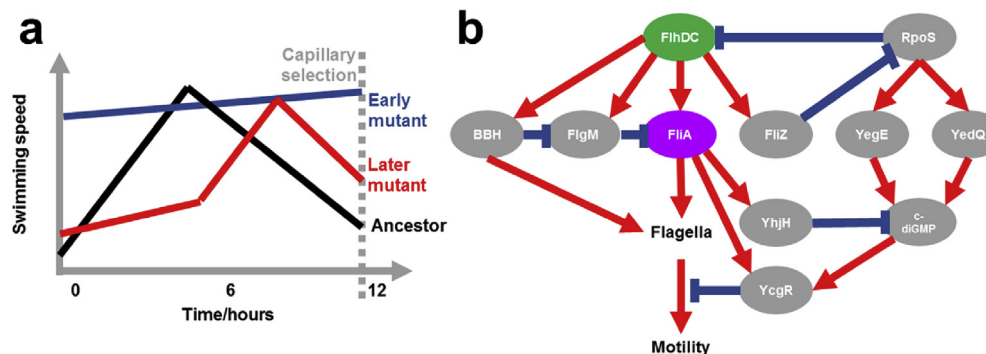 a
Capillary
selection
Swimming speed
Early
mutant
Later
mutant
Ancestor
0
6
12
Time/hours
b
FlhDC
RpoS
BBH
FlgM
FliA
FliZ
YegE
YedQ
Flagella
YhjH
c-
diGMP
YcgR
Motility